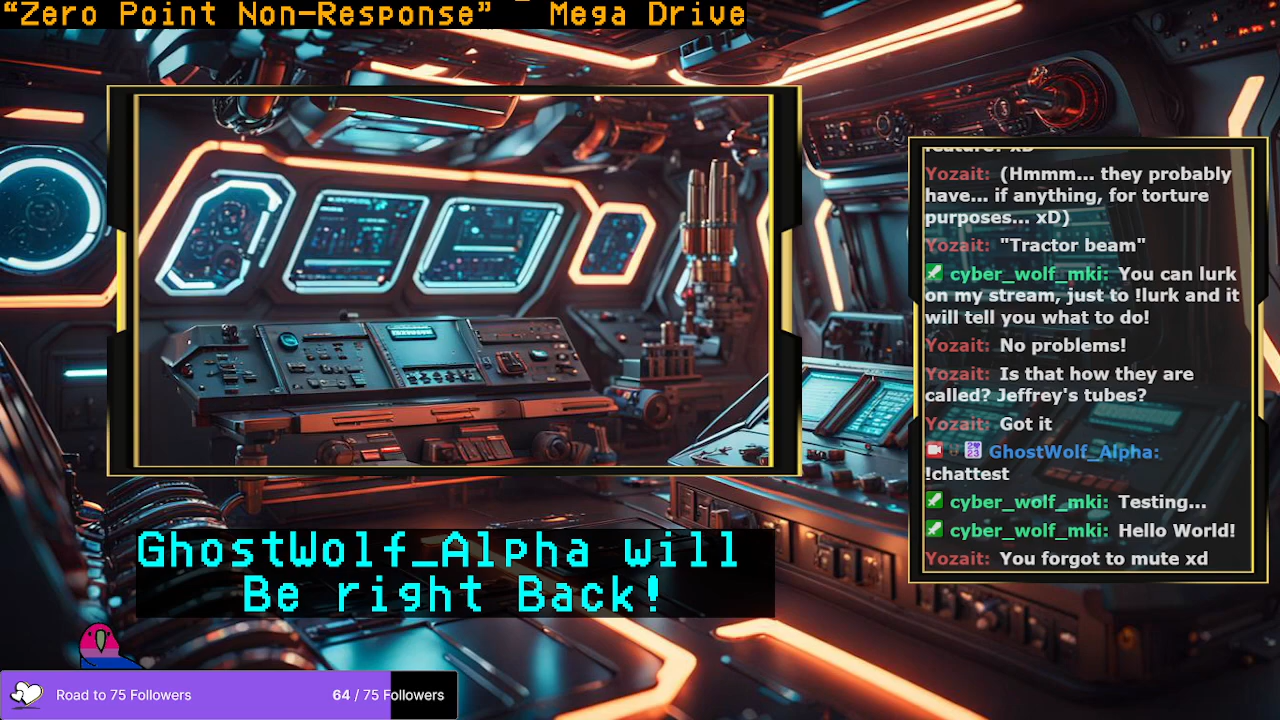 “Zero Point Non-Response” ~ Mega Drive
Yozait: (Hmmm... they probably
have... if anything, for torture
purposes... xD)
Yozait: "Tractor beam"
cyber_wolf_mki: You can lurk
on my stream, just to !lurk and it
will tell you what to do!
Yozait: No problems!
Yozait: Is that how they are
called? Jeffrey's tubes?
Yozait: Got it
GhostWolf_Alpha:
!chattest
cyber_wolf_mki: Testing...
cyber_wolf_mki: Hello World!
Yozait: You forgot to mute xd
GhostWolf_Alpha will
Be right Back!
Road to 75 Followers
64 / 75 Followers